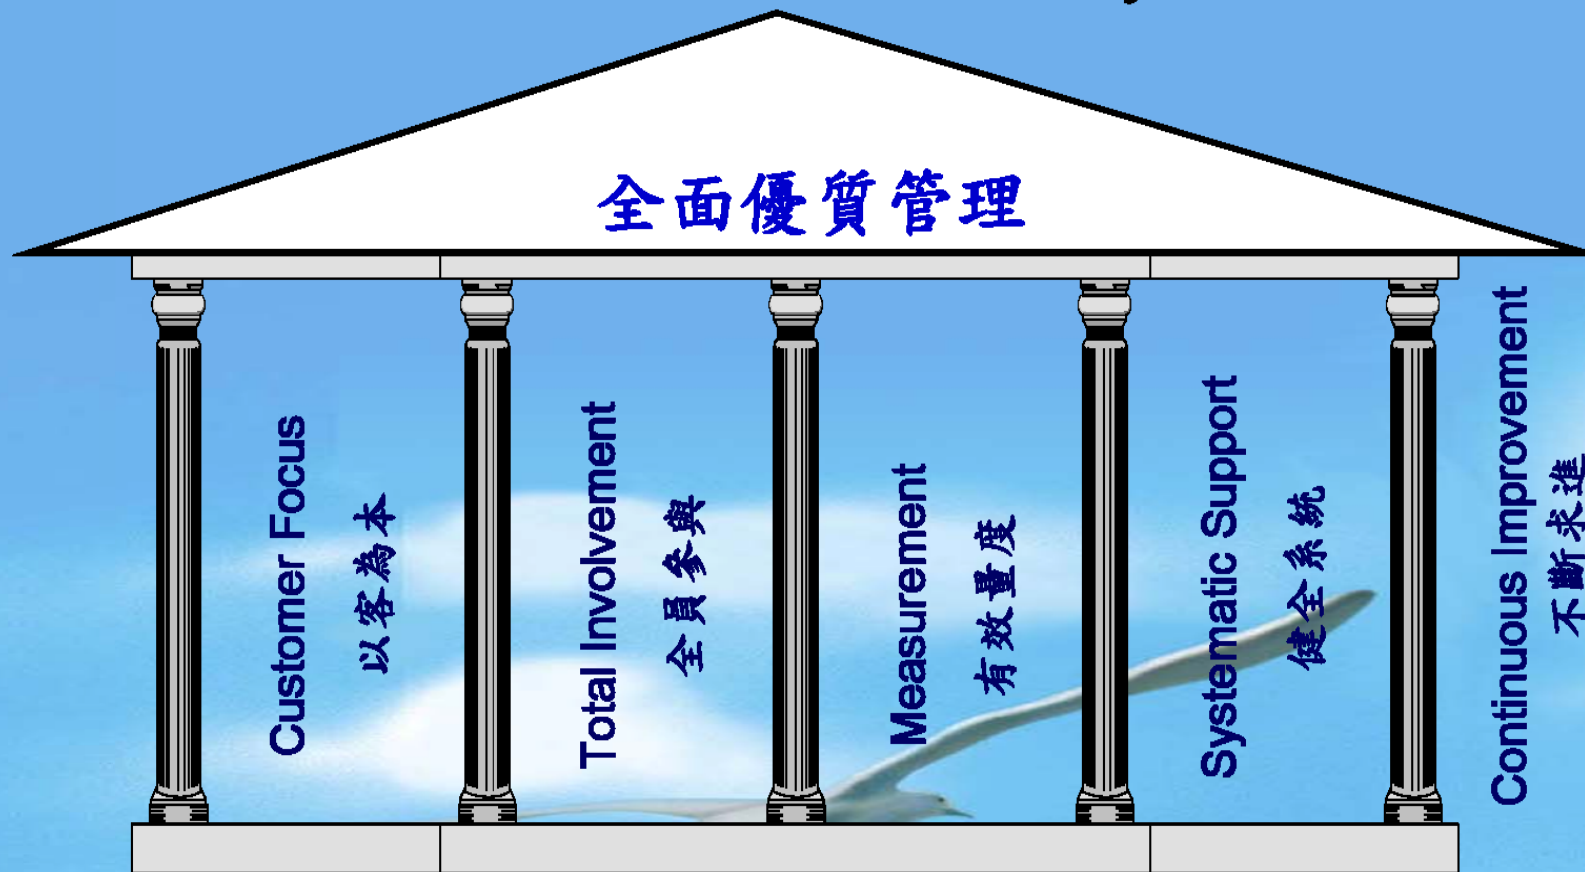 全面優質管理
Customer Focus
以客為本
Total Involvement
全員參與
Measurement
有效量度
Systematic Support
健全系統
Continuous Improvement
不斷求進